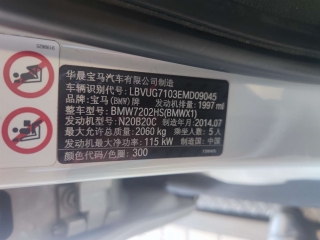 华晨宝马汽车有限公司制造
车辆识别代号: LBVUG7103EMD09045
品牌: 宝马(BMW)牌 发动机排量: 1997 ml
整车型号: BMW7202HS(BMWX1)
发动机型号: N20B20C 制造年月: 2014.07
最大允许总质量: 2060 kg 乘坐人数: 5 人
发动机最大净功率: 115 kW 制造国: 中国
颜色代码/色号: 300